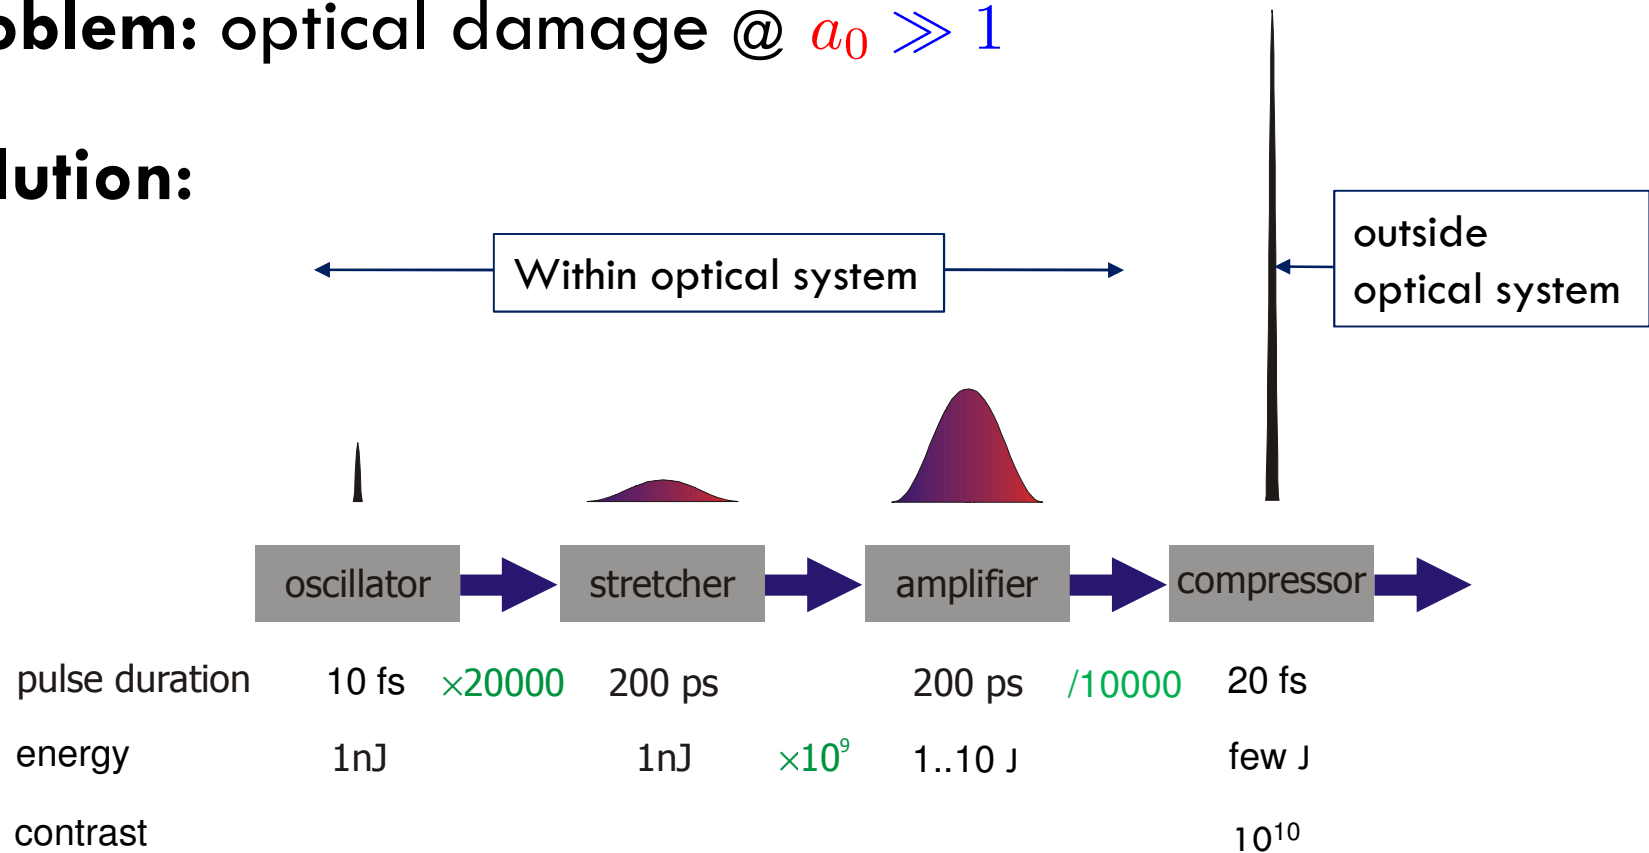 oblem: optical damage @ a₀ ≫ 1
lution:
Within optical system
outside
optical system
oscillator stretcher amplifier compressor
pulse duration 10 fs ×20000 200 ps 200 ps /10000 20 fs
energy 1nJ 1nJ ×10⁹ 1..10 J few J
contrast 10¹⁰